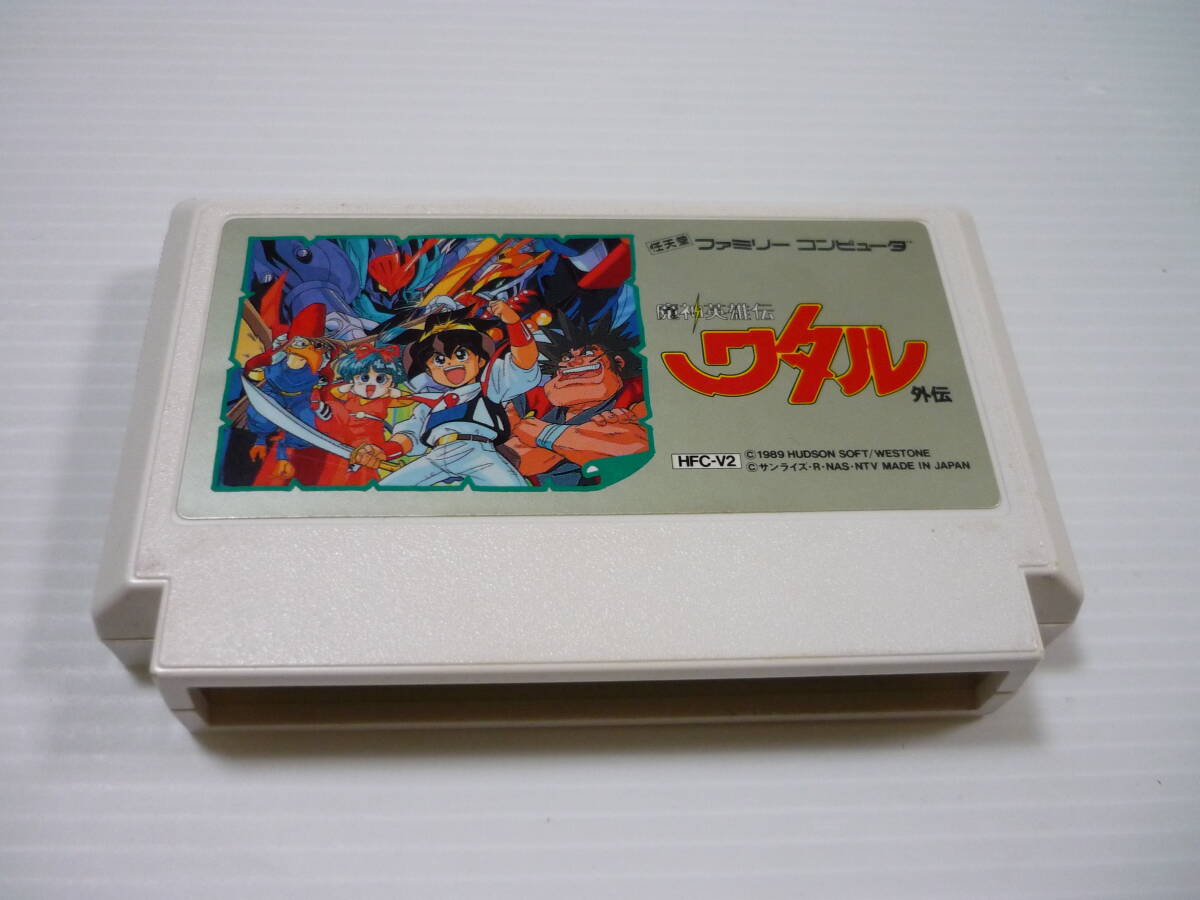 任天堂 ファミリー コンピュータ
魔神英雄伝
ワタル
外伝
HFC-V2
©1989 HUDSON SOFT/WESTONE
©サンライズ・R・NAS・NTV MADE IN JAPAN